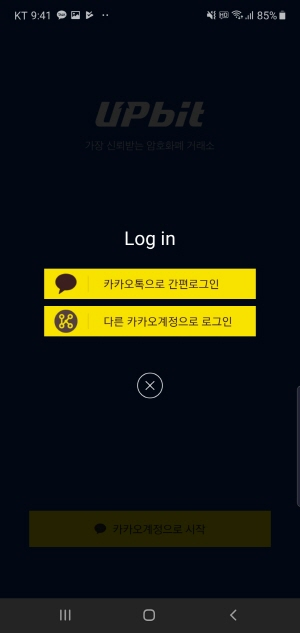 KT 9:41 85%
UPbit
가장 신뢰받는 암호화폐 거래소
Log in
카카오톡으로 간편로그인
다른 카카오계정으로 로그인
카카오계정으로 시작